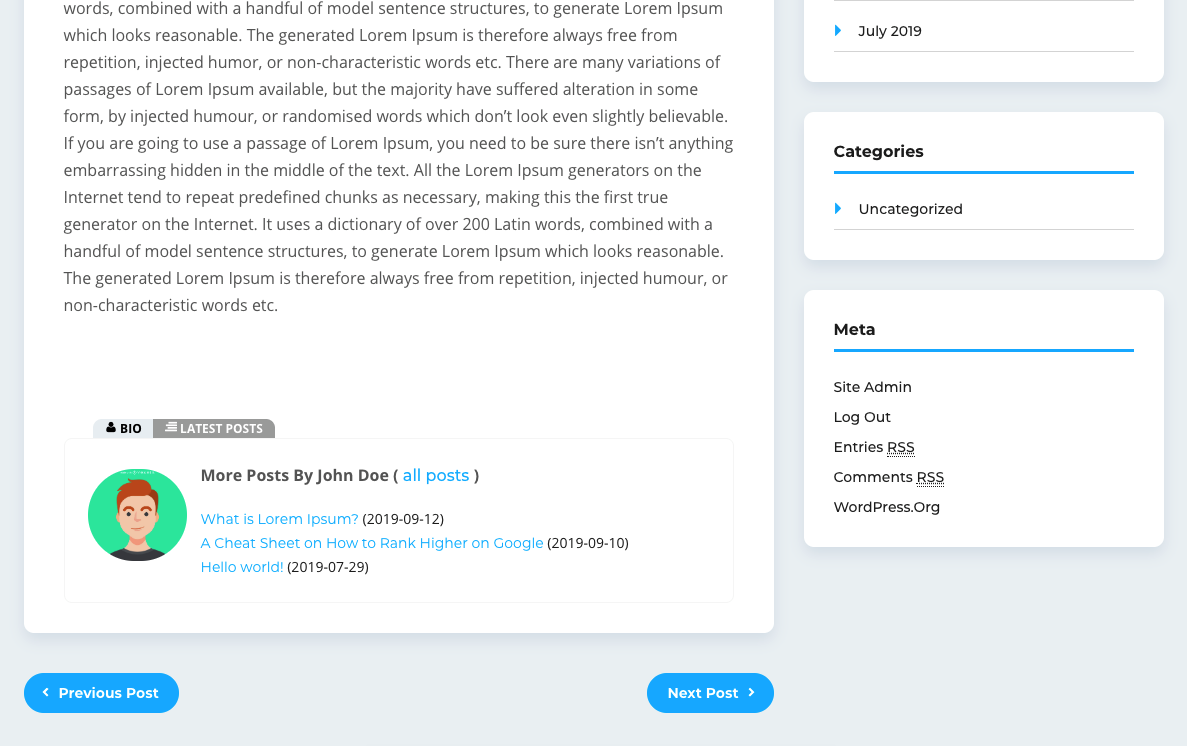 words, combined with a handful of model sentence structures, to generate Lorem Ipsum
which looks reasonable. The generated Lorem Ipsum is therefore always free from
repetition, injected humor, or non-characteristic words etc. There are many variations of
passages of Lorem Ipsum available, but the majority have suffered alteration in some
form, by injected humour, or randomised words which don’t look even slightly believable.
If you are going to use a passage of Lorem Ipsum, you need to be sure there isn’t anything
embarrassing hidden in the middle of the text. All the Lorem Ipsum generators on the
Internet tend to repeat predefined chunks as necessary, making this the first true
generator on the Internet. It uses a dictionary of over 200 Latin words, combined with a
handful of model sentence structures, to generate Lorem Ipsum which looks reasonable.
The generated Lorem Ipsum is therefore always free from repetition, injected humour, or
non-characteristic words etc.
BIO
LATEST POSTS
More Posts By John Doe ( all posts )
What is Lorem Ipsum? (2019-09-12)
A Cheat Sheet on How to Rank Higher on Google (2019-09-10)
Hello world! (2019-07-29)
Previous Post
Next Post
July 2019
Categories
Uncategorized
Meta
Site Admin
Log Out
Entries RSS
Comments RSS
WordPress.Org